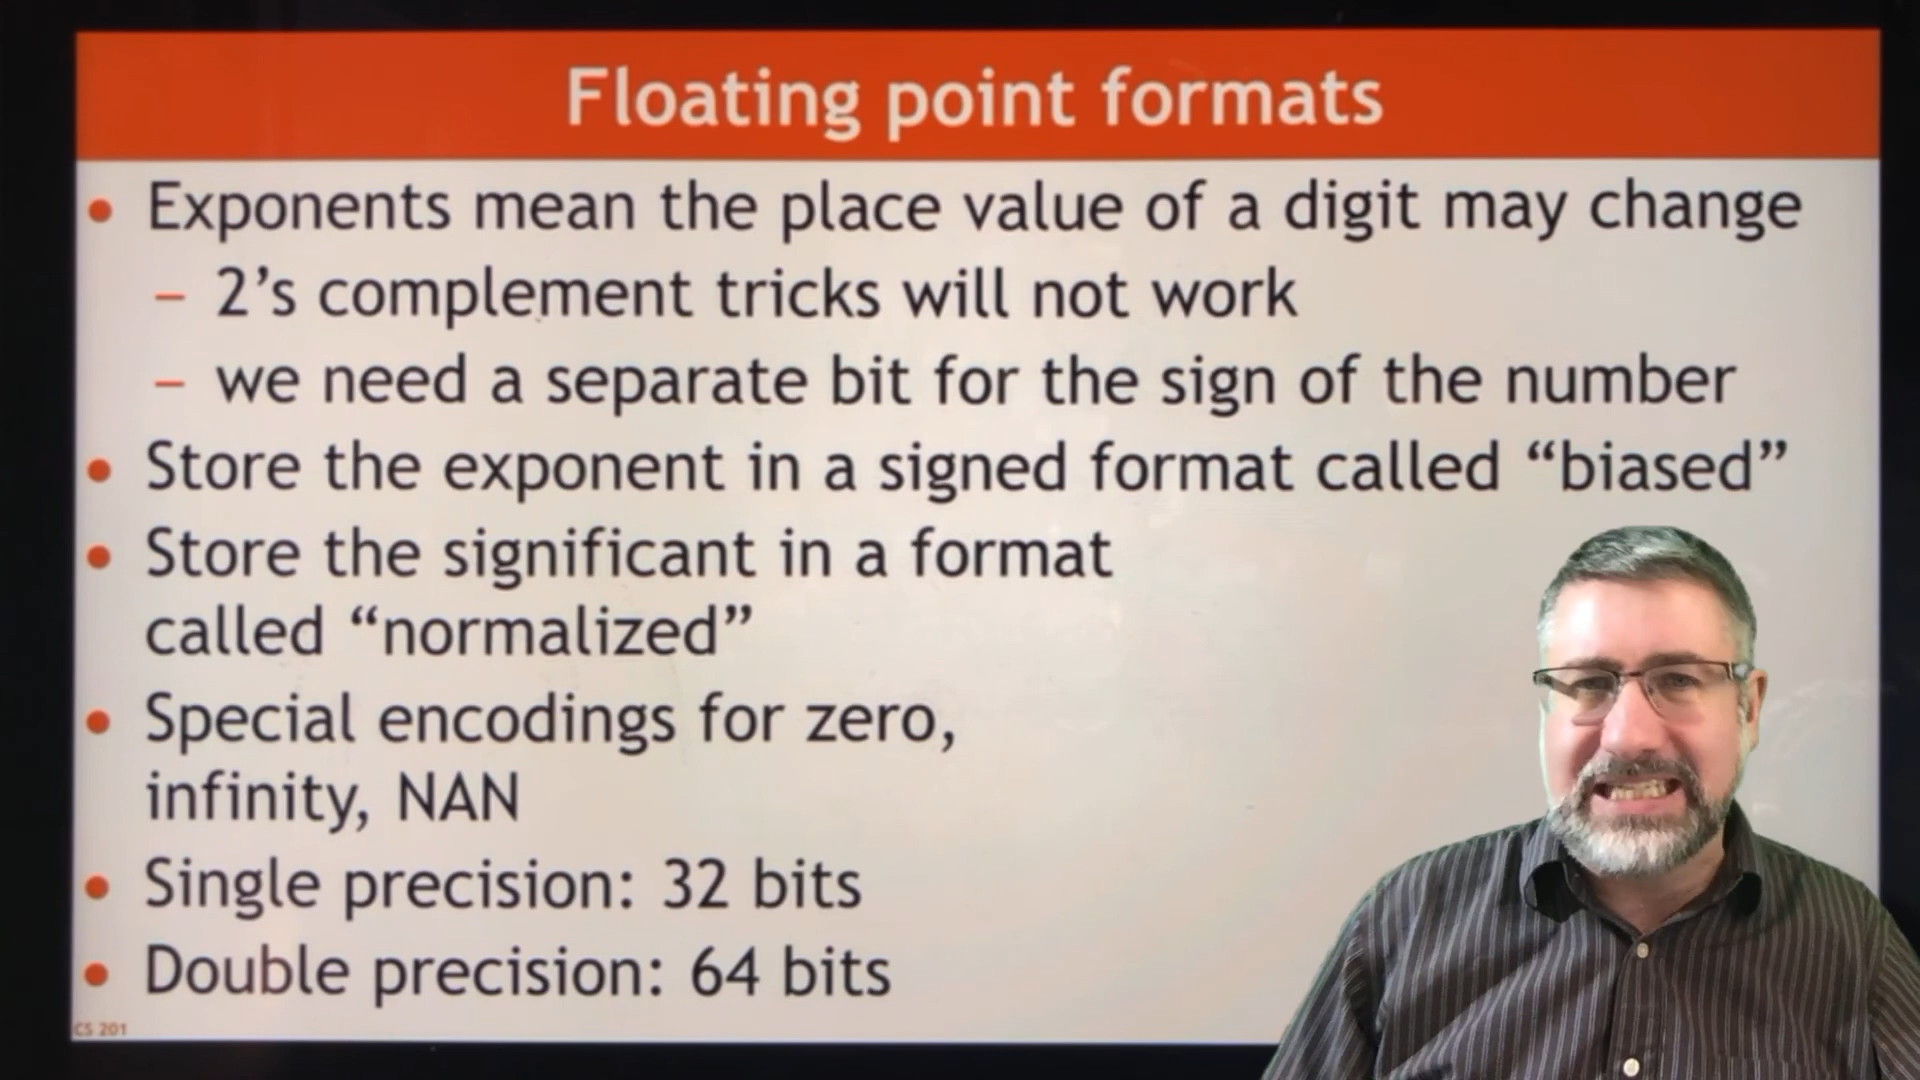 Floating point formats
• Exponents mean the place value of a digit may change
– 2’s complement tricks will not work
– we need a separate bit for the sign of the number
• Store the exponent in a signed format called “biased”
• Store the significant in a format
called “normalized”
• Special encodings for zero,
infinity, NAN
• Single precision: 32 bits
• Double precision: 64 bits
CS 201